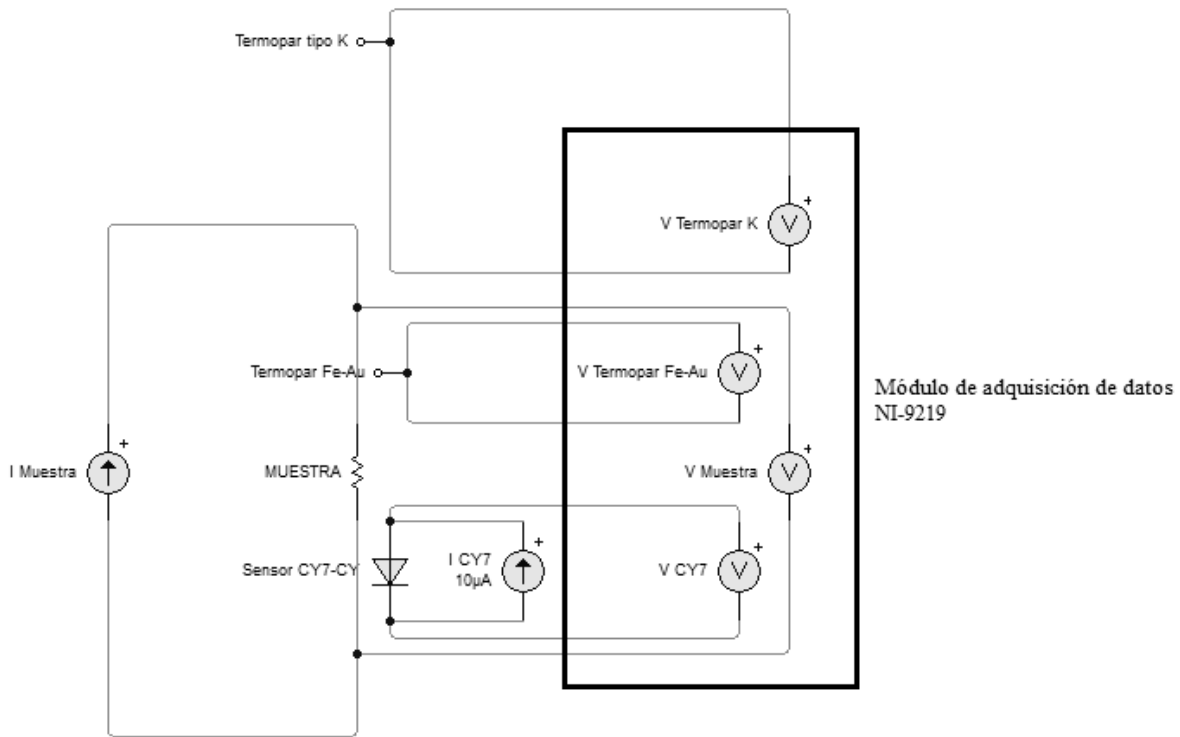 Termopar tipo K
+
V Termopar K
V
+
Termopar Fe-Au
V Termopar Fe-Au
V
Módulo de adquisición de datos
NI-9219
+
I Muestra
MUESTRA
+
V Muestra
V
Sensor CY7-CY
+
I CY7
10µA
+
V CY7
V